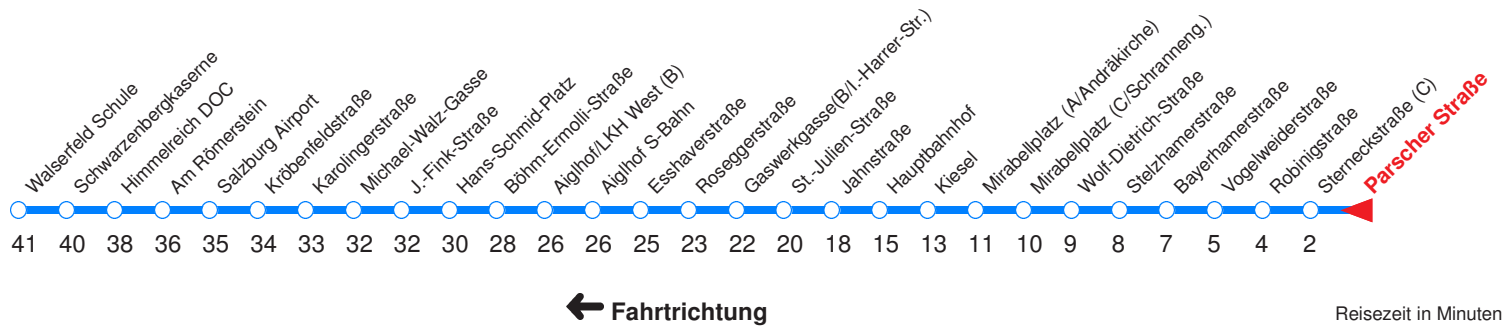 Walserfeld Schule
Schwarzenbergkaserne
Himmelreich DOC
Am Römerstein
Salzburg Airport
Kröbenfeldstraße
Karolingerstraße
Michael-Walz-Gasse
J.-Fink-Straße
Hans-Schmid-Platz
Böhm-Ermolli-Straße
Aiglhof/LKH West (B)
Aiglhof S-Bahn
Esshaverstraße
Roseggerstraße
Gaswerkgasse(B/I.-Harrer-Str.)
St.-Julien-Straße
Jahnstraße
Hauptbahnhof
Kiesel
Mirabellplatz (A/Andräkirche)
Mirabellplatz (C/Schranneng.)
Wolf-Dietrich-Straße
Stelzhamerstraße
Bayerhamerstraße
Vogelweiderstraße
Robinigstraße
Sterneckstraße (C)
Parscher Straße
41 40 38 36 35 34 33 32 32 30 28 26 26 25 23 22 20 18 15 13 11 10 9 8 7 5 4 2
Fahrtrichtung
Reisezeit in Minuten